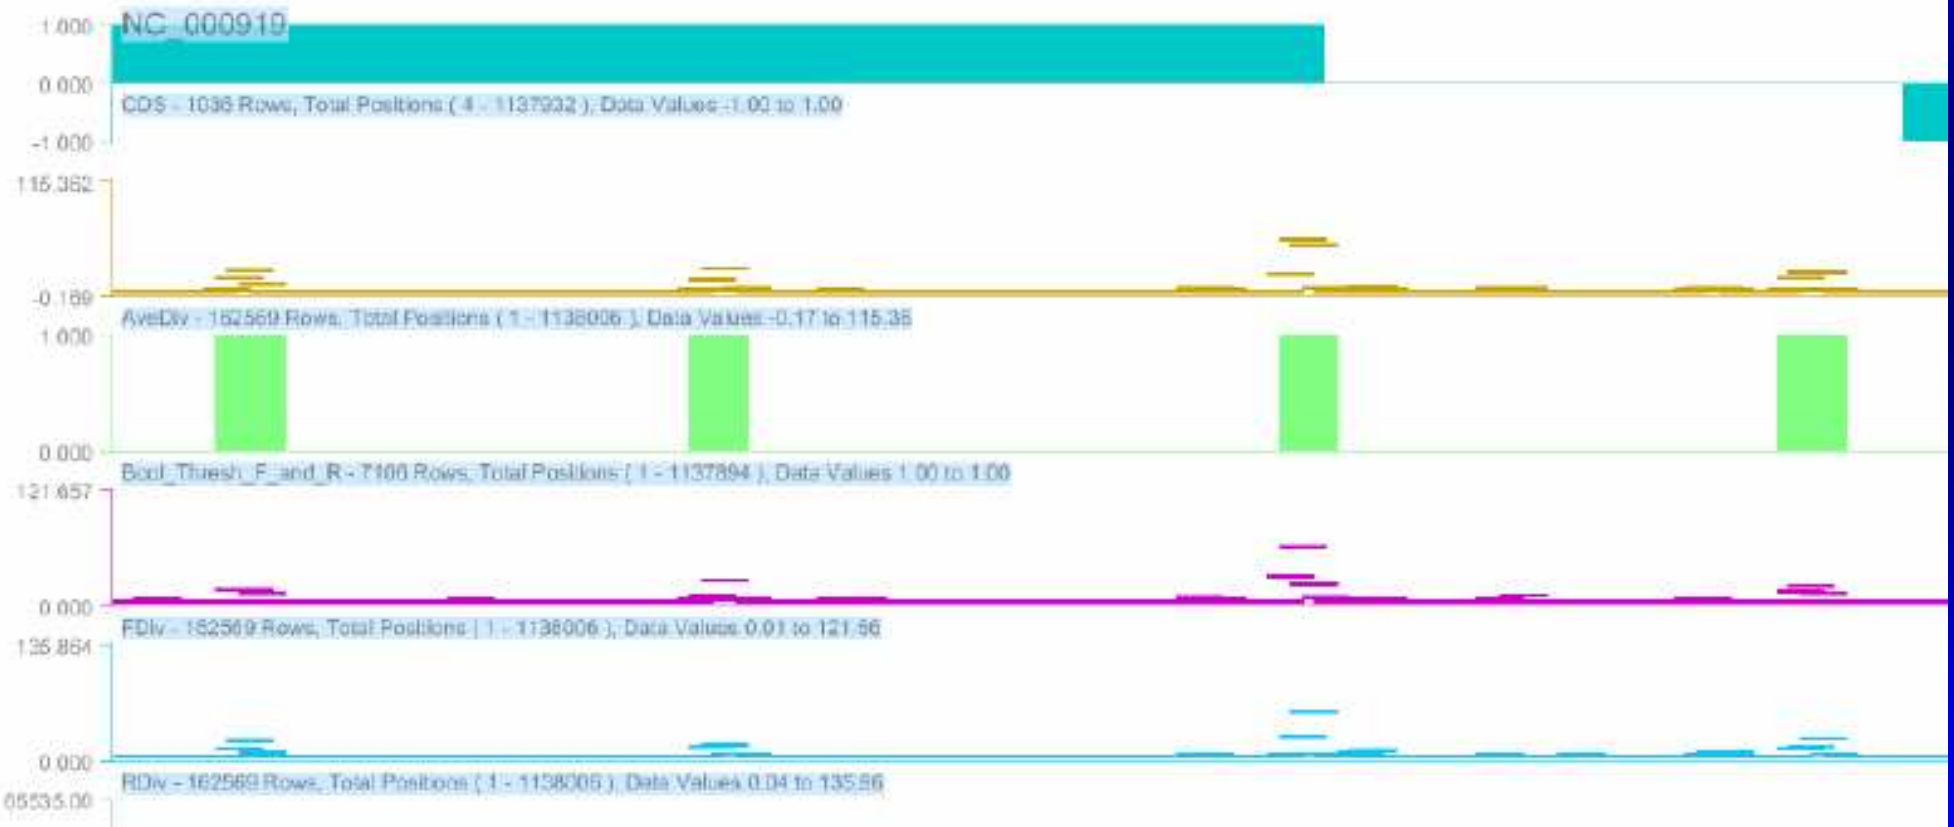 1.000
NC_000919
0.000
CDS - 1036 Rows, Total Positions ( 4 - 1137932 ), Data Values -1.00 to 1.00
-1.000
115.362
-0.169
AveDiv - 162569 Rows, Total Positions ( 1 - 1138006 ), Data Values -0.17 to 115.36
1.000
0.000
Bool_Thresh_F_and_R - 7166 Rows, Total Positions ( 1 - 1137894 ), Data Values 1.00 to 1.00
121.657
0.000
FDiv - 162569 Rows, Total Positions ( 1 - 1138006 ), Data Values 0.01 to 121.66
135.864
0.000
RDiv - 162569 Rows, Total Positions ( 1 - 1138006 ), Data Values 0.04 to 135.86
65535.00